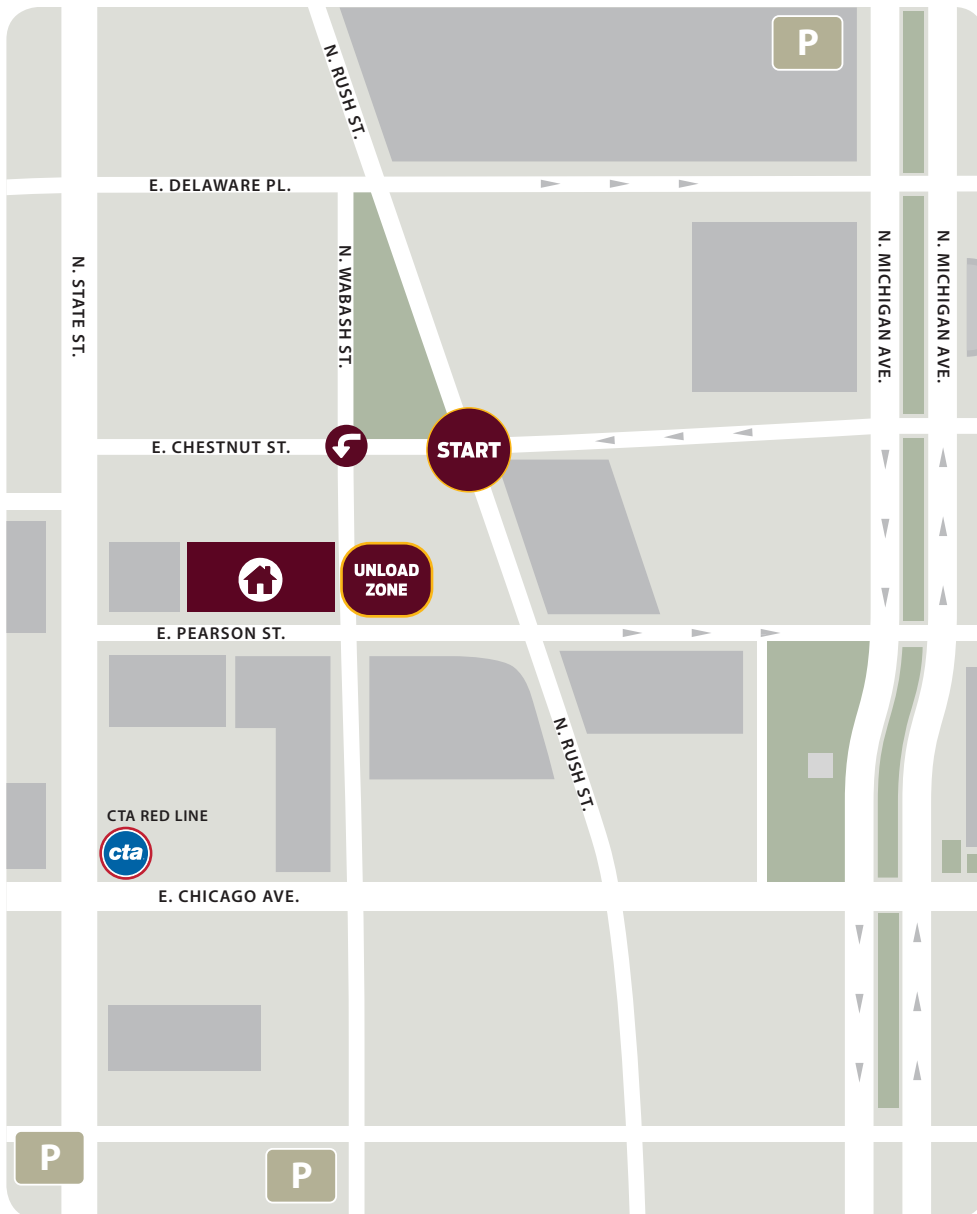 P
N. RUSH ST.
E. DELAWARE PL.
N. STATE ST.
N. WABASH ST.
N. MICHIGAN AVE.
N. MICHIGAN AVE.
E. CHESTNUT ST.
START
UNLOAD
ZONE
E. PEARSON ST.
N. RUSH ST.
CTA RED LINE
cta
E. CHICAGO AVE.
P
P